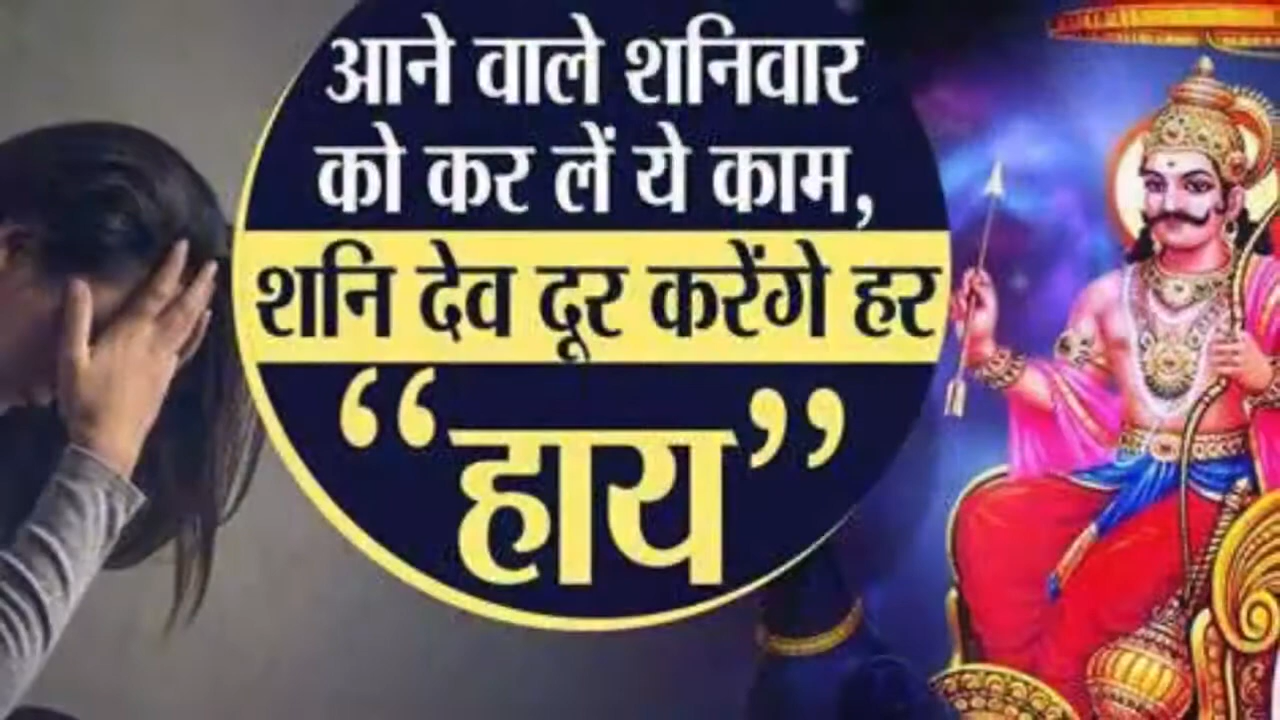 आने वाले शनिवार
को कर लें ये काम,
शनि देव दूर करेंगे हर
“हाय”